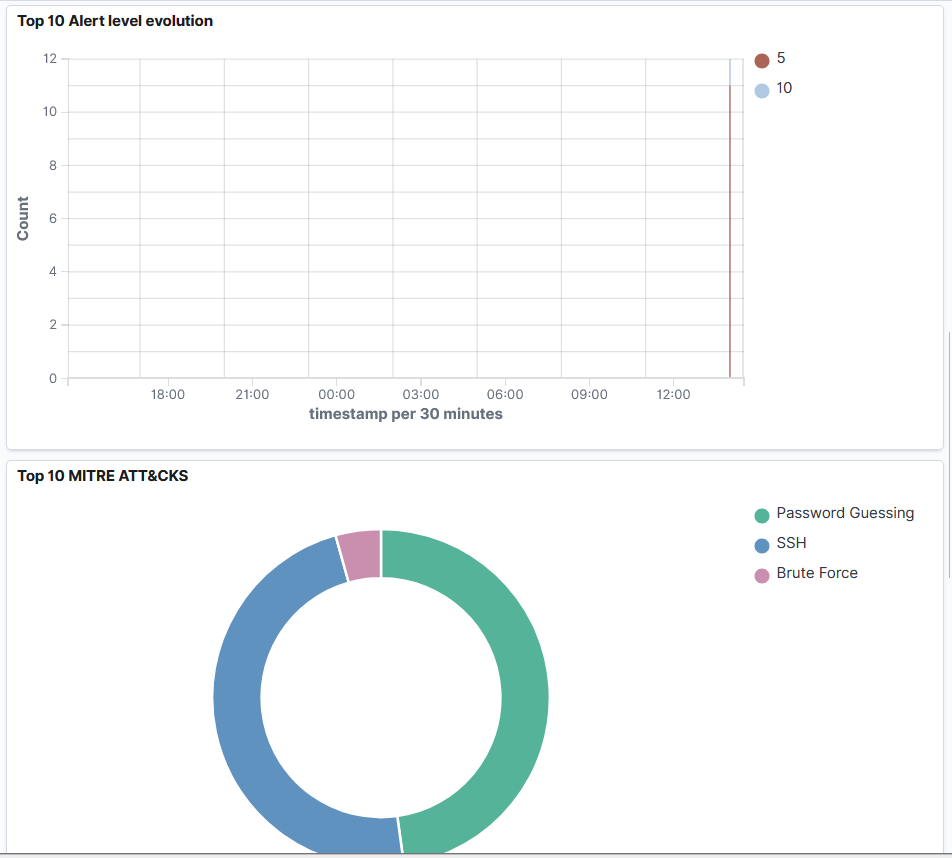 Top 10 Alert level evolution
12
10
8
6
4
2
0
Count
18:00 21:00 00:00 03:00 06:00 09:00 12:00
timestamp per 30 minutes
5
10
Top 10 MITRE ATT&CKS
Password Guessing
SSH
Brute Force